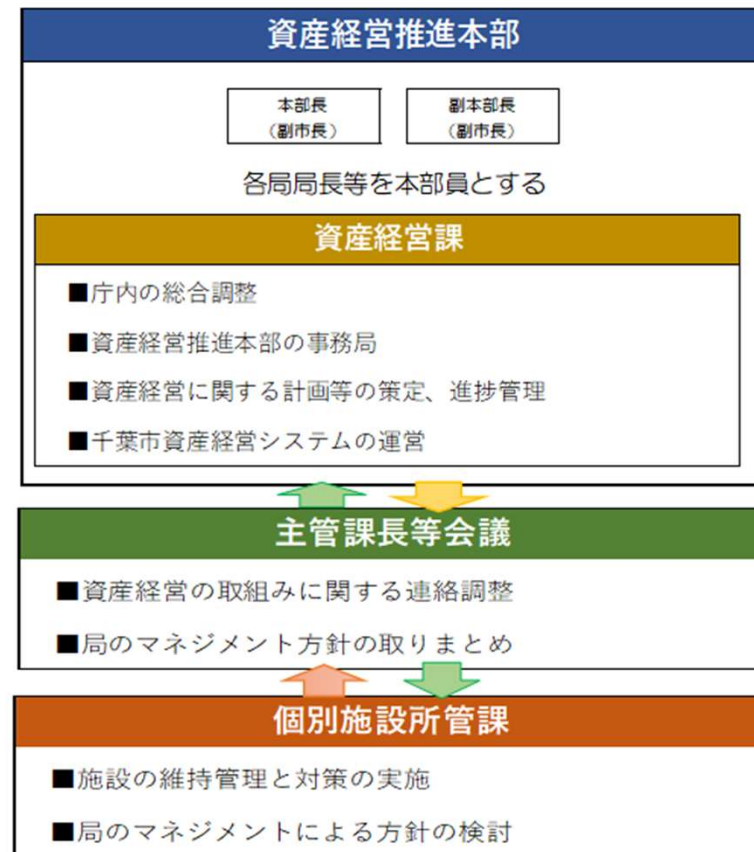 資産経営推進本部
本部長
（副市長）
副本部長
（副市長）
各局局長等を本部員とする
資産経営課
■庁内の総合調整
■資産経営推進本部の事務局
■資産経営に関する計画等の策定、進捗管理
■千葉市資産経営システムの運営
主管課長等会議
■資産経営の取組みに関する連絡調整
■局のマネジメント方針の取りまとめ
個別施設所管課
■施設の維持管理と対策の実施
■局のマネジメントによる方針の検討